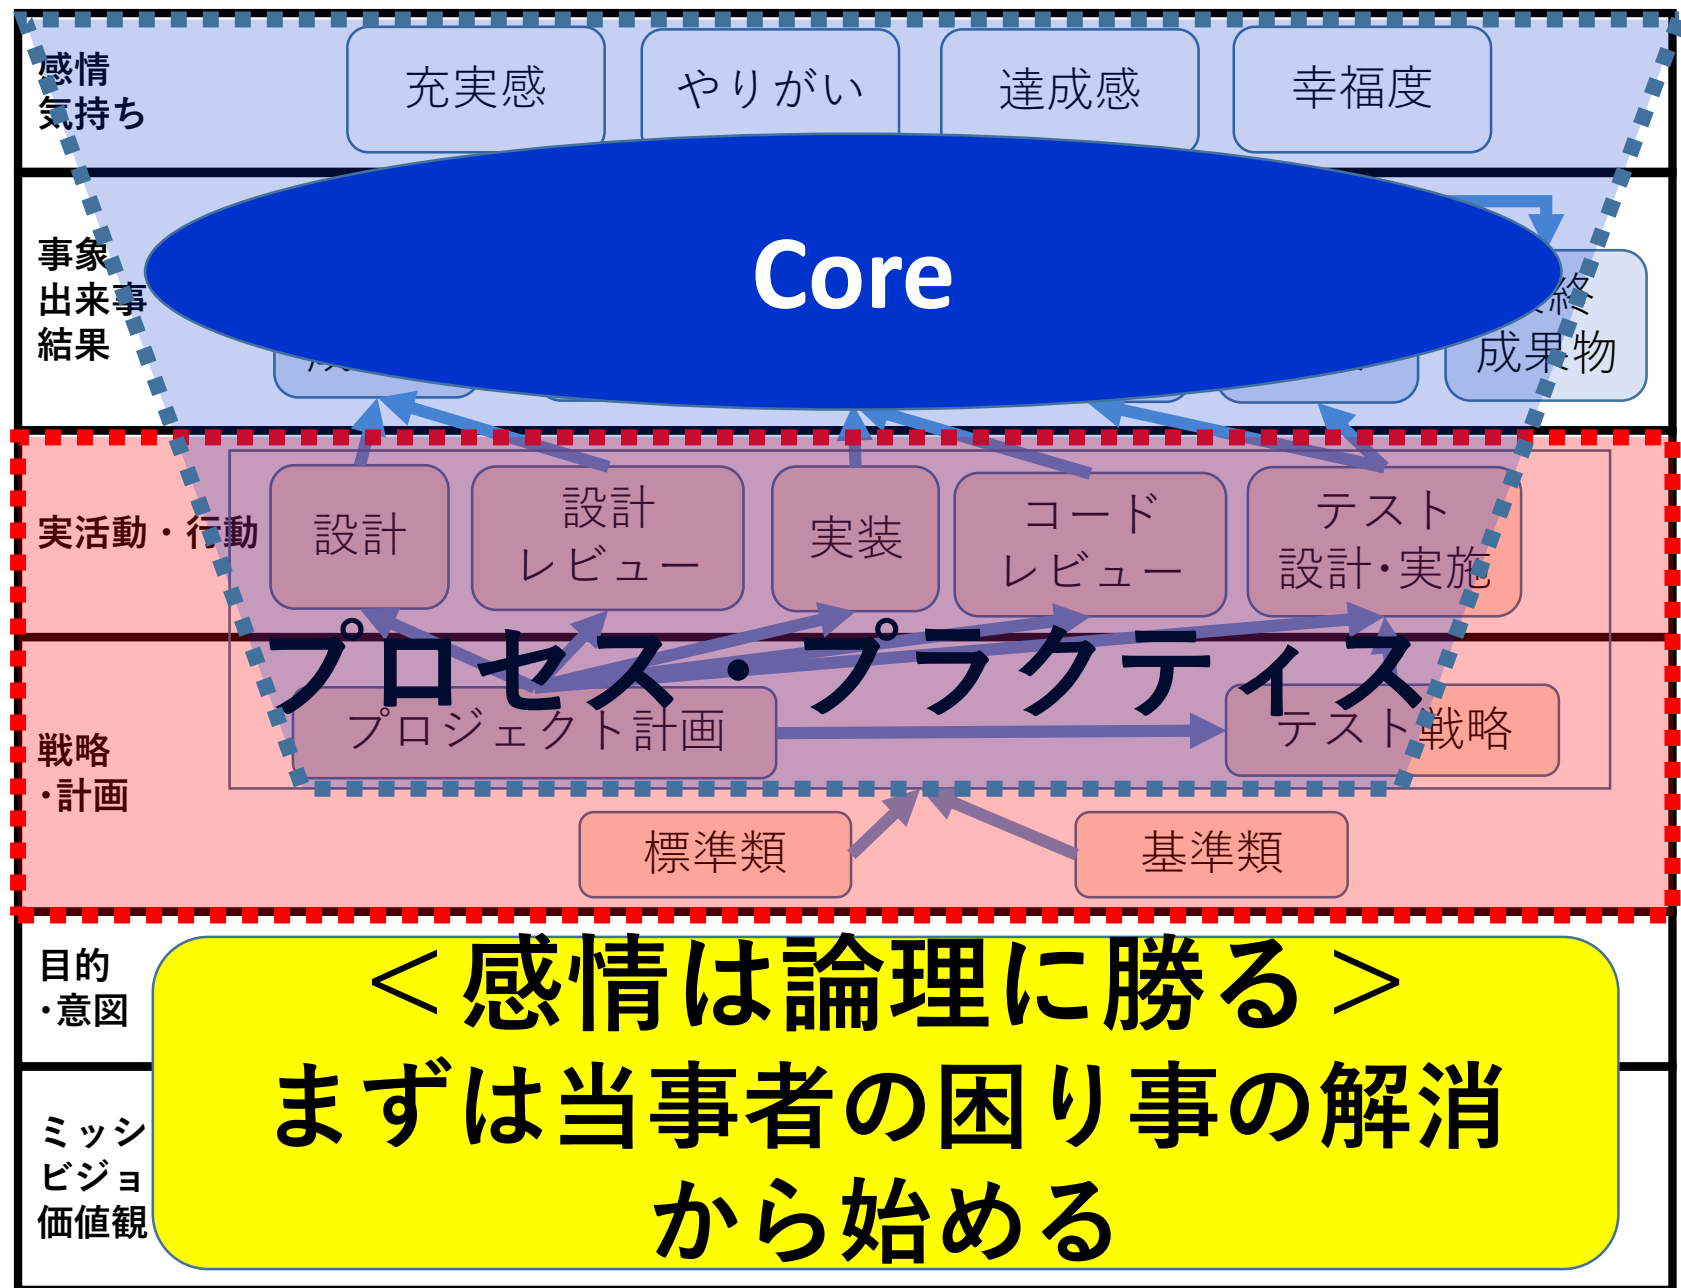 感情
気持ち
充実感
やりがい
達成感
幸福度
事象
出来事
結果
Core
終
成果物
実活動・行動
設計
設計
レビュー
実装
コード
レビュー
テスト
設計・実施
プロセス・プラクティス
戦略
・計画
プロジェクト計画
テスト戦略
標準類
基準類
目的
・意図
＜感情は論理に勝る＞
まずは当事者の困り事の解消
から始める
ミッシ
ビジョ
価値観